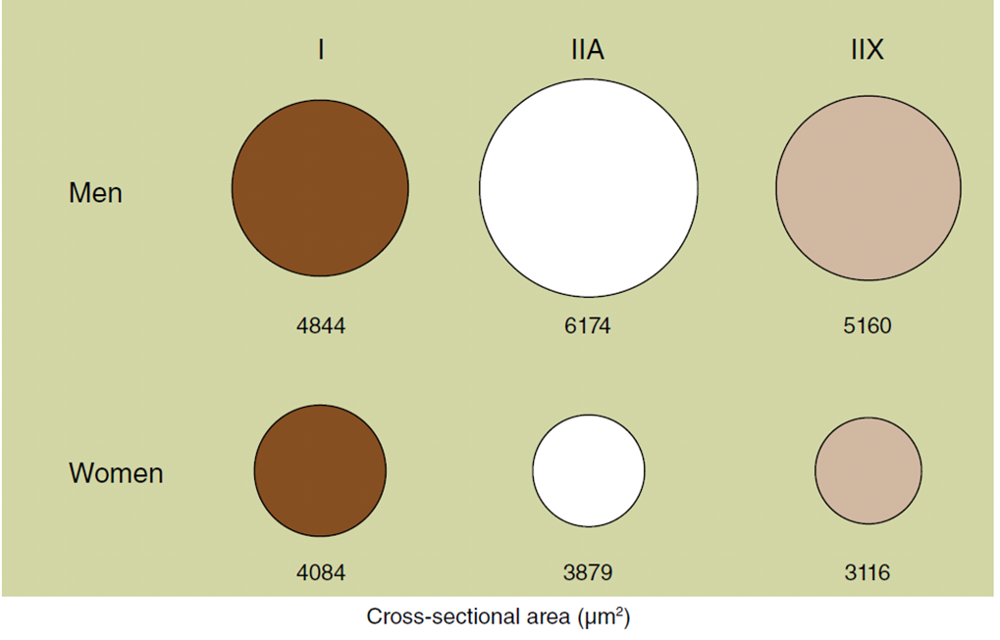 I IIA IIX
Men
4844 6174 5160
Women
4084 3879 3116
Cross-sectional area (μm²)